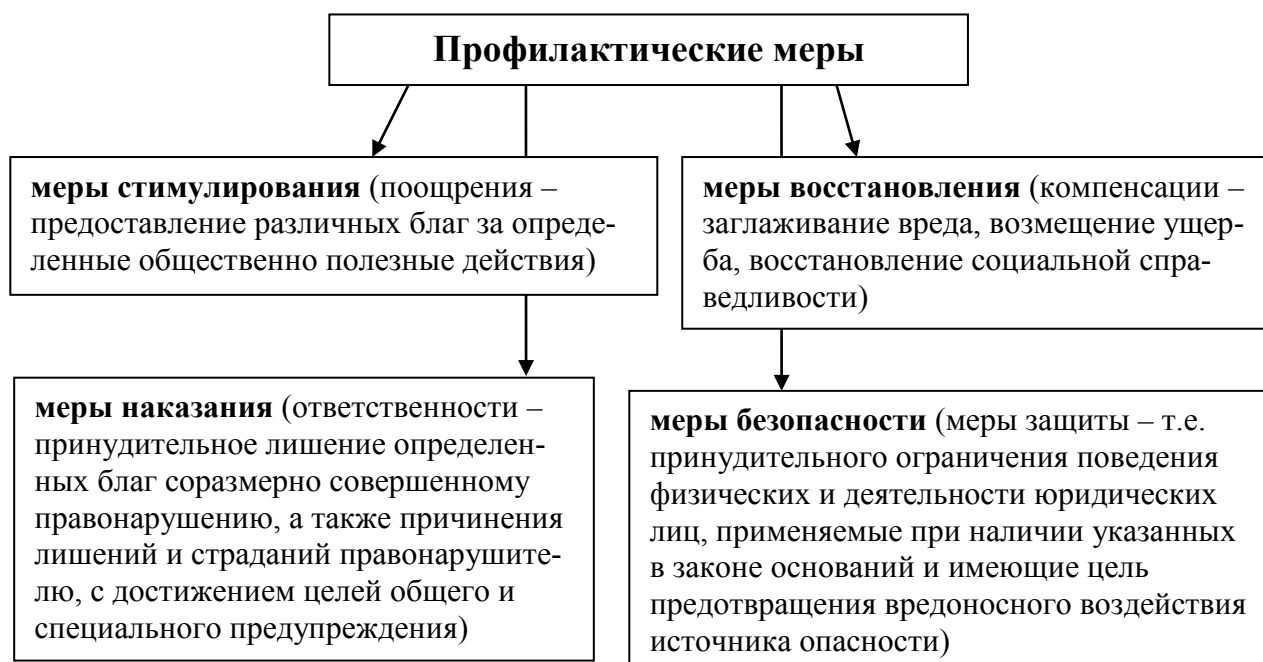 Профилактические меры
меры стимулирования (поощрения –
предоставление различных благ за опреде-
ленные общественно полезные действия)
меры восстановления (компенсации –
заглаживание вреда, возмещение ущер-
ба, восстановление социальной спра-
ведливости)
меры наказания (ответственности –
принудительное лишение определен-
ных благ соразмерно совершенному
правонарушению, а также причинения
лишений и страданий правонарушите-
лю, с достижением целей общего и
специального предупреждения)
меры безопасности (меры защиты – т.е.
принудительного ограничения поведения
физических и деятельности юридических
лиц, применяемые при наличии указанных
в законе оснований и имеющие цель
предотвращения вредоносного воздействия
источника опасности)